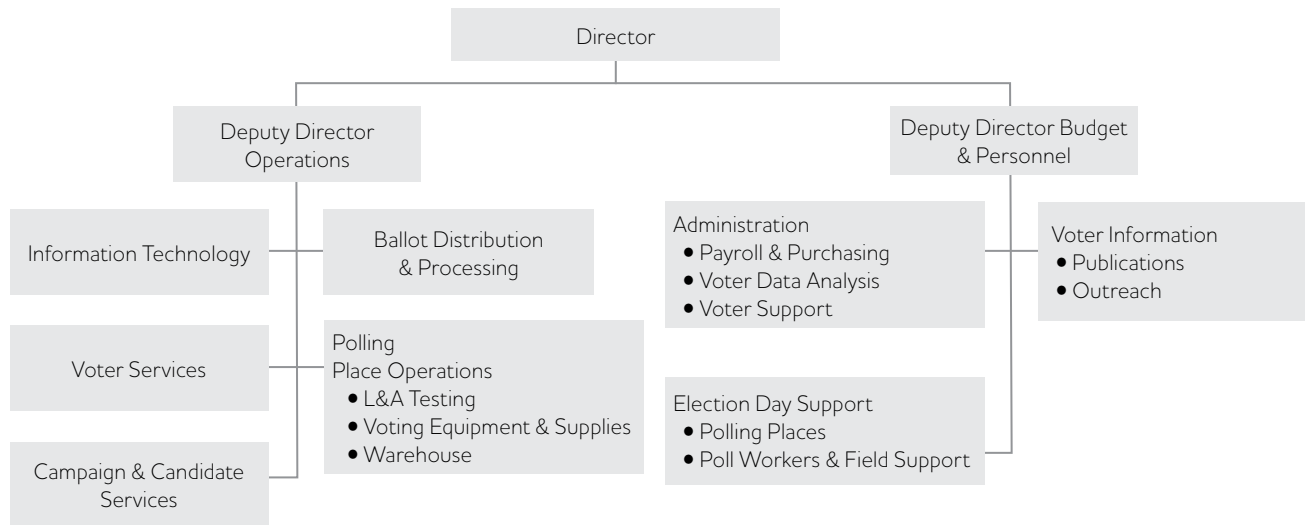 Director
Deputy Director
Operations
Deputy Director Budget
& Personnel
Information Technology
Ballot Distribution
& Processing
Voter Services
Polling
Place Operations
● L&A Testing
● Voting Equipment & Supplies
● Warehouse
Campaign & Candidate
Services
Administration
● Payroll & Purchasing
● Voter Data Analysis
● Voter Support
Voter Information
● Publications
● Outreach
Election Day Support
● Polling Places
● Poll Workers & Field Support